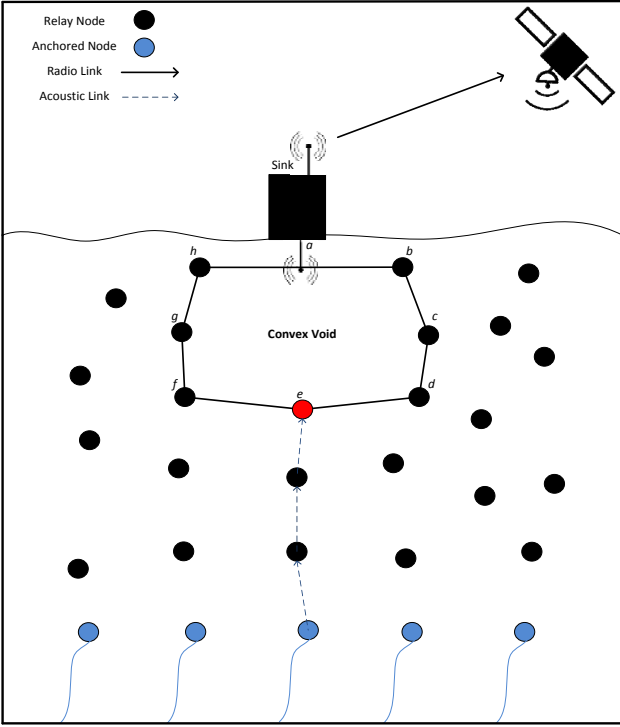 Relay Node
Anchored Node
Radio Link
Acoustic Link
Sink
a
h
b
g
c
Convex Void
f
e
d